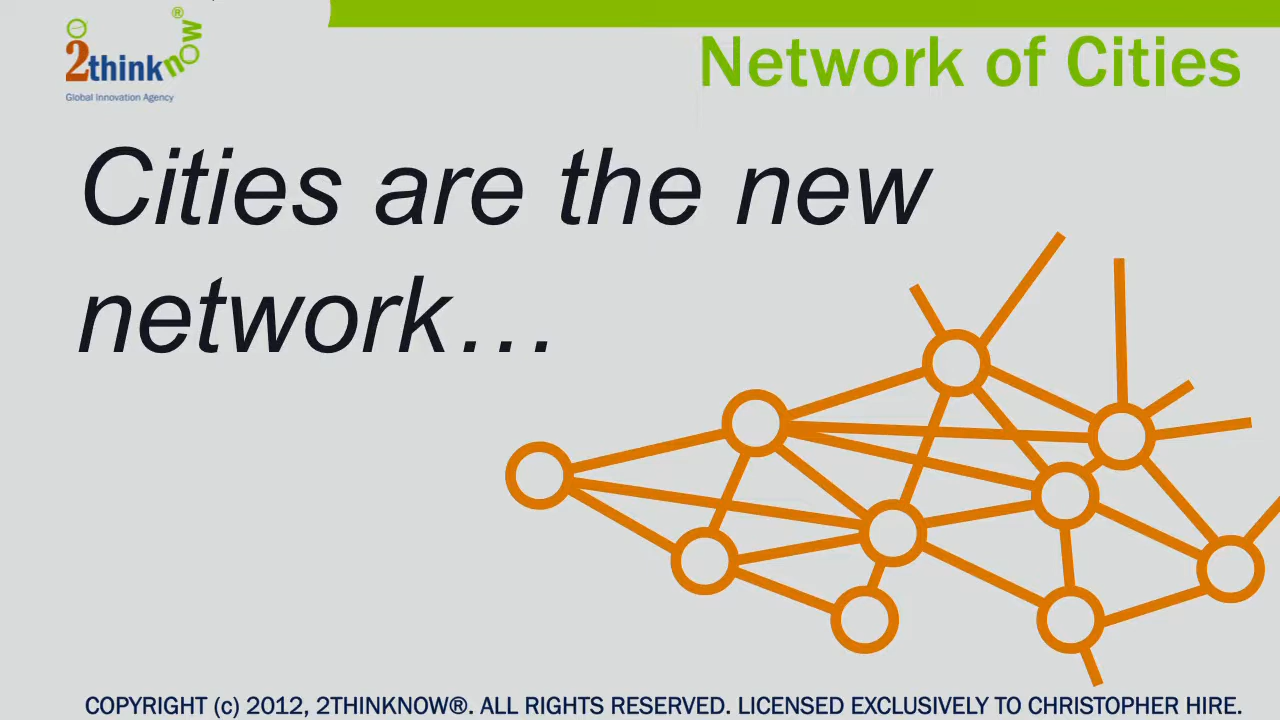 2thinknow®
Global Innovation Agency
Network of Cities
Cities are the new
network…
COPYRIGHT (c) 2012, 2THINKNOW®. ALL RIGHTS RESERVED. LICENSED EXCLUSIVELY TO CHRISTOPHER HIRE.